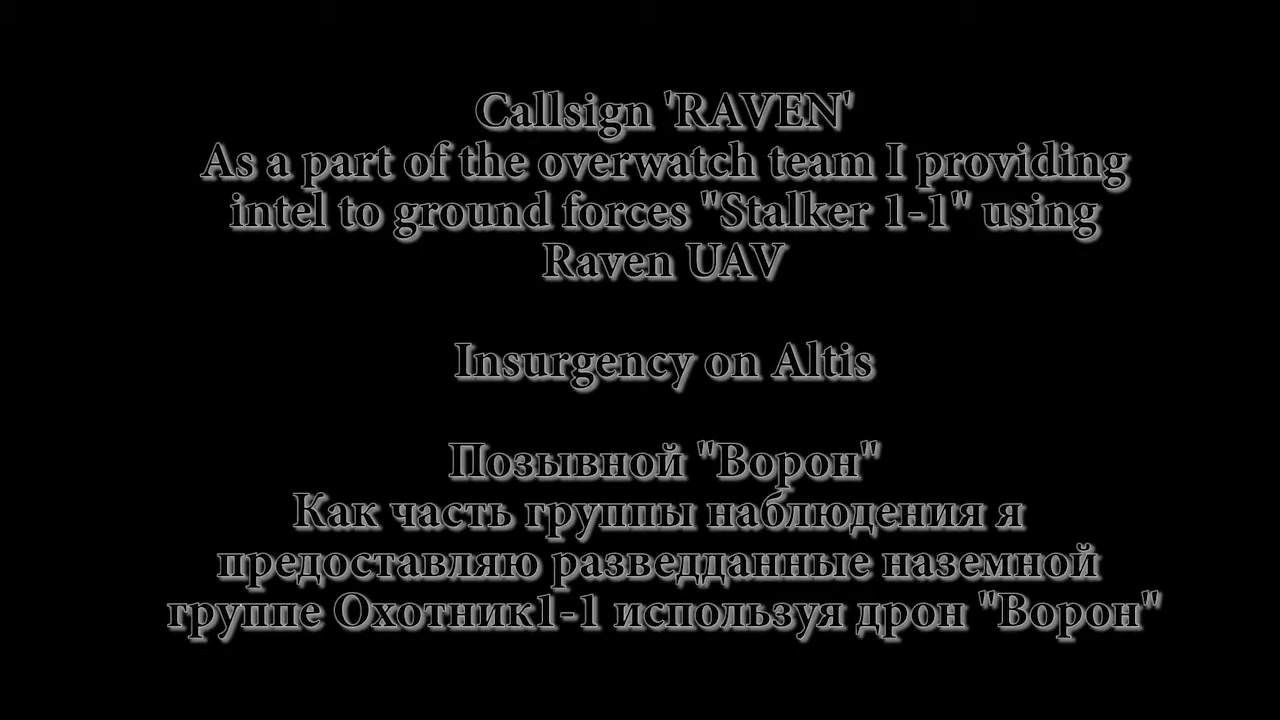 Callsign 'RAVEN'
As a part of the overwatch team I providing
intel to ground forces "Stalker 1-1" using
Raven UAV
Insurgency on Altis
Позывной "Ворон"
Как часть группы наблюдения я
предоставляю разведданные наземной
группе Охотник1-1 используя дрон "Ворон"